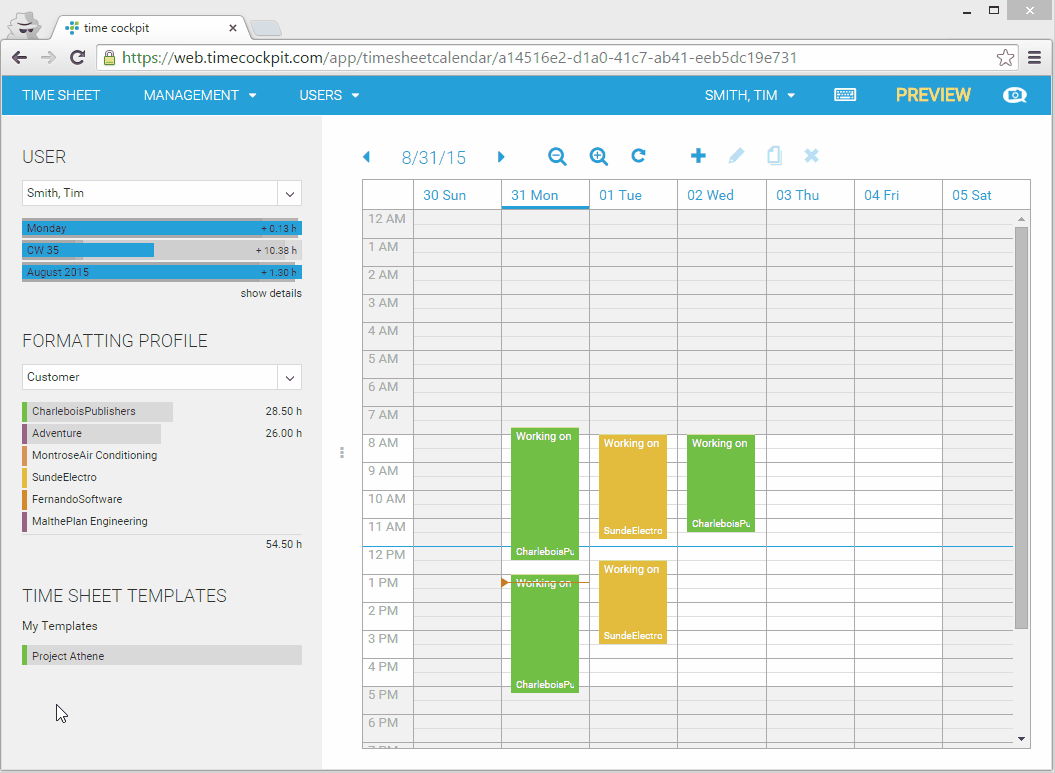 time cockpit
https://web.timecockpit.com/app/timesheetcalendar/a14516e2-d1a0-41c7-ab41-eeb5dc19e731
TIME SHEET MANAGEMENT USERS SMITH, TIM PREVIEW
USER
Smith, Tim
Monday + 0.13 h
CW 35 + 10.38 h
August 2015 + 1.30 h
show details
FORMATTING PROFILE
Customer
CharleboisPublishers 28.50 h
Adventure 26.00 h
MontroseAir Conditioning
SundeElectro
FernandoSoftware
MalthePlan Engineering
54.50 h
TIME SHEET TEMPLATES
My Templates
Project Athene
8/31/15
30 Sun 31 Mon 01 Tue 02 Wed 03 Thu 04 Fri 05 Sat
12 AM
1 AM
2 AM
3 AM
4 AM
5 AM
6 AM
7 AM
8 AM
9 AM
10 AM
11 AM
12 PM
1 PM
2 PM
3 PM
4 PM
5 PM
6 PM
Working on
CharleboisPu
Working on
CharleboisPu
Working on
SundeElectro
Working on
SundeElectro
Working on
CharleboisPu